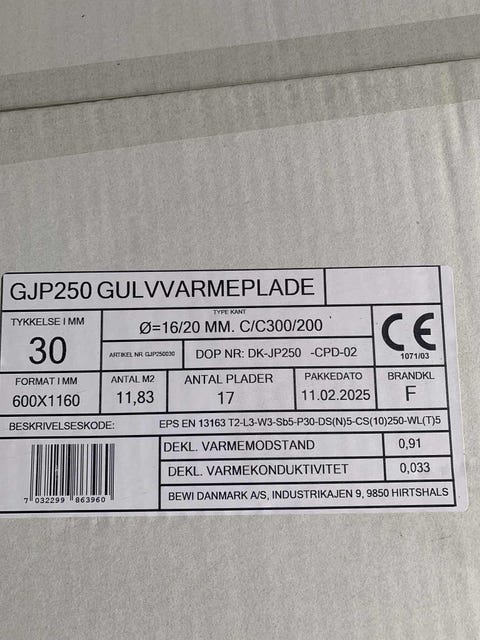 GJP250 GULVVARMEPLADE
TYKKELSE I MM
30
TYPE KANT
Ø=16/20 MM. C/C300/200
ARTIKEL NR. GJP250030
DOP NR: DK-JP250 -CPD-02
CE
1071/03
FORMAT I MM
600X1160
ANTAL M2
11,83
ANTAL PLADER
17
PAKKEDATO
11.02.2025
BRANDKL
F
BESKRIVELSESKODE:
EPS EN 13163 T2-L3-W3-Sb5-P30-DS(N)5-CS(10)250-WL(T)5
DEKL. VARMEMODSTAND
0,91
DEKL. VARMEKONDUKTIVITET
0,033
7 032299 863960
BEWI DANMARK A/S, INDUSTRIKAJEN 9, 9850 HIRTSHALS